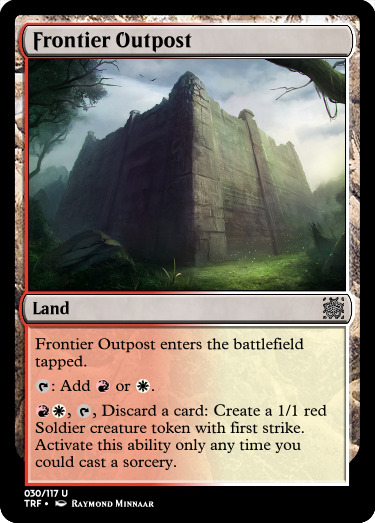 Frontier Outpost
Land
Frontier Outpost enters the battlefield
tapped.
: Add or .
, , Discard a card: Create a 1/1 red
Soldier creature token with first strike.
Activate this ability only any time you
could cast a sorcery.
030/117 U
TRF • Raymond Minnaar